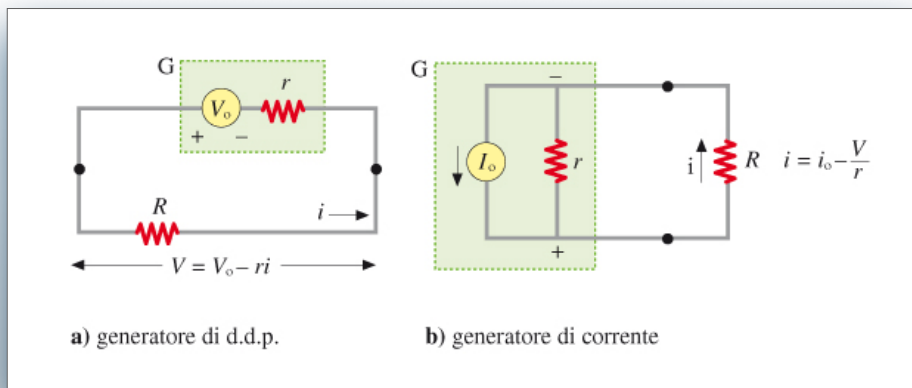 G
r
V₀
+ −
R
i
V = V₀ − ri
a) generatore di d.d.p.
G
−
I₀
r
+
i
R
i = i₀ − V/r
b) generatore di corrente